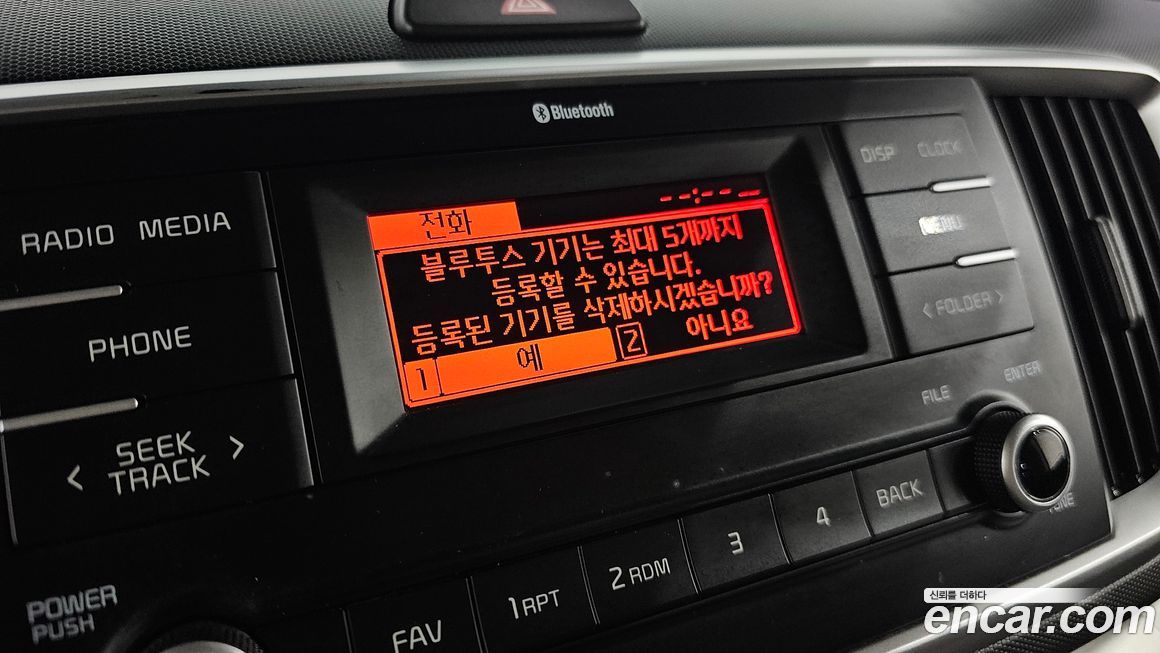 Bluetooth
DISP CLOCK
RADIO MEDIA
전화
--:-- --
MENU
블루투스 기기는 최대 5개까지
등록할 수 있습니다.
등록된 기기를 삭제하시겠습니까?
1 예 2 아니요
< FOLDER >
PHONE
< SEEK >
TRACK
FILE ENTER
TUNE
BACK
4
3
2 RDM
1 RPT
FAV
POWER
PUSH
신뢰를 더하다
encar.com